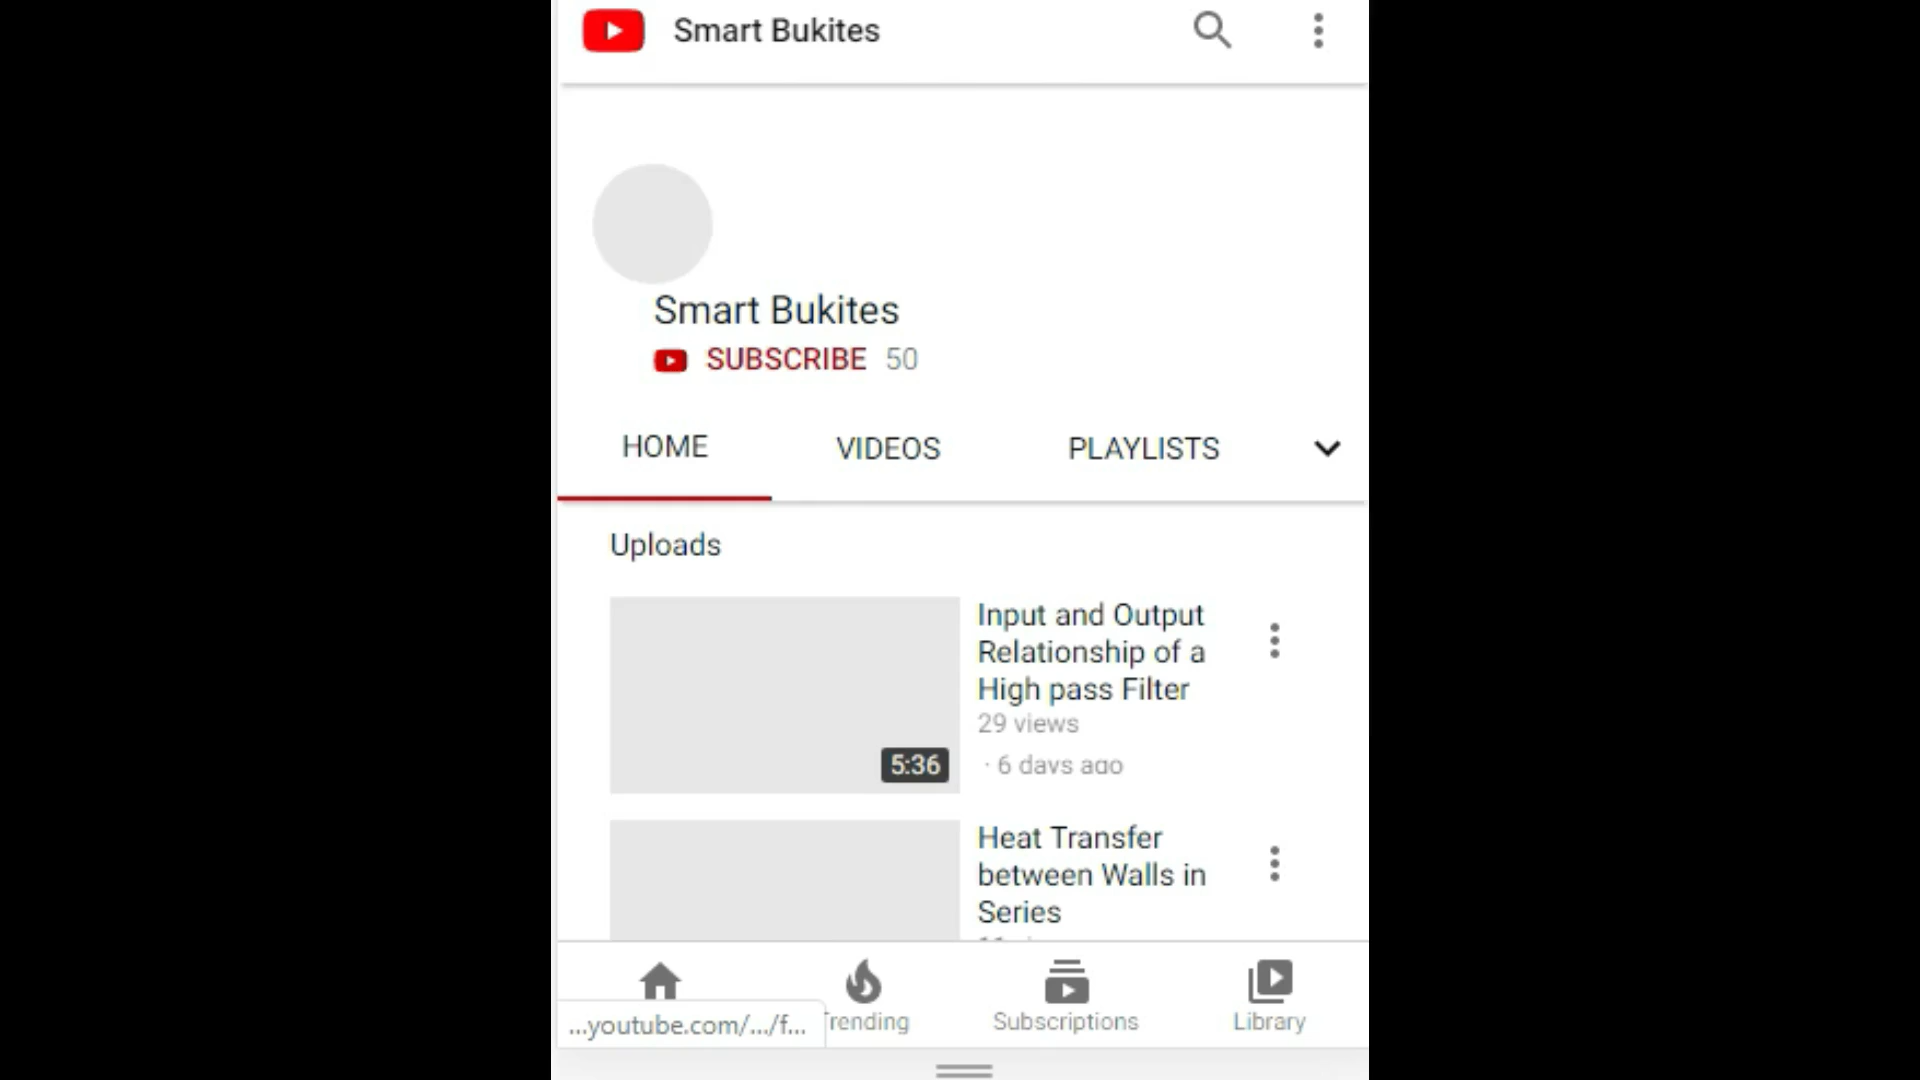 Smart Bukites
Smart Bukites
SUBSCRIBE 50
HOME VIDEOS PLAYLISTS
Uploads
Input and Output
Relationship of a
High pass Filter
29 views
· 6 days ago
5:36
Heat Transfer
between Walls in
Series
Trending Subscriptions Library
...youtube.com/.../f...